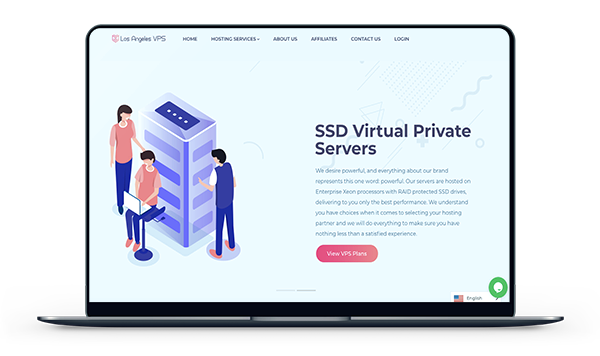 Los Angeles VPS HOME HOSTING SERVICES ABOUT US AFFILIATES CONTACT US LOGIN
SSD Virtual Private
Servers
We desire powerful, and everything about our brand
represents this one word; powerful. Our servers are hosted on
Enterprise Xeon processors with RAID protected SSD drives,
delivering to you only the best performance. We understand
you have choices when it comes to selecting your hosting
partner and we will do everything to make sure you have
nothing less than a satisfied experience.
View VPS Plans
English